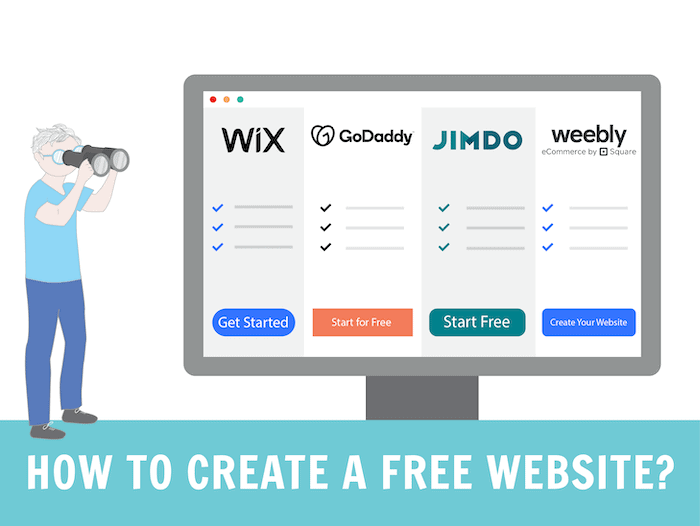 WiX
GoDaddy
JIMDO
weebly
eCommerce by Square
Get Started
Start for Free
Start Free
Create Your Website
HOW TO CREATE A FREE WEBSITE?